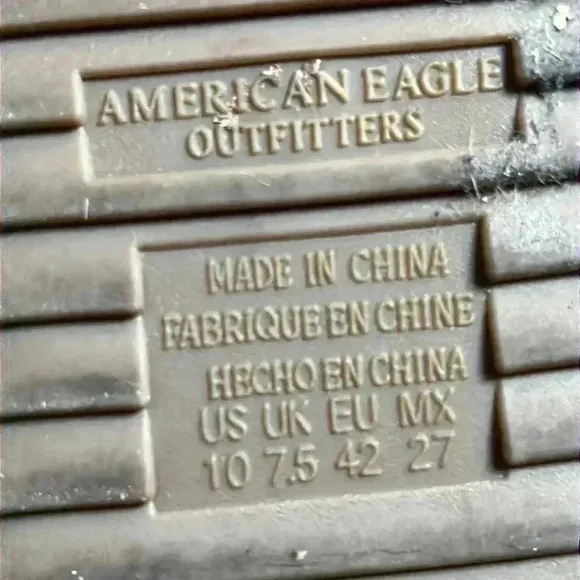 AMERICAN EAGLE
OUTFITTERS
MADE IN CHINA
FABRIQUE EN CHINE
HECHO EN CHINA
US UK EU MX
10 7.5 42 27